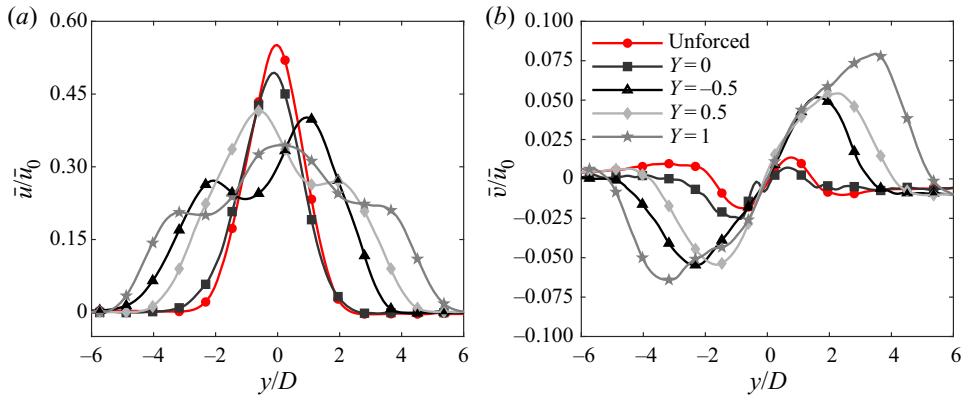 (a)
0.60
0.45
0.30
0.15
0
ū/ū₀
–6
–4
–2
0
2
4
6
y/D
(b)
0.100
0.075
0.050
0.025
0
–0.025
–0.050
–0.075
–0.100
v̄/ū₀
Unforced
Y = 0
Y = –0.5
Y = 0.5
Y = 1
–6
–4
–2
0
2
4
6
y/D